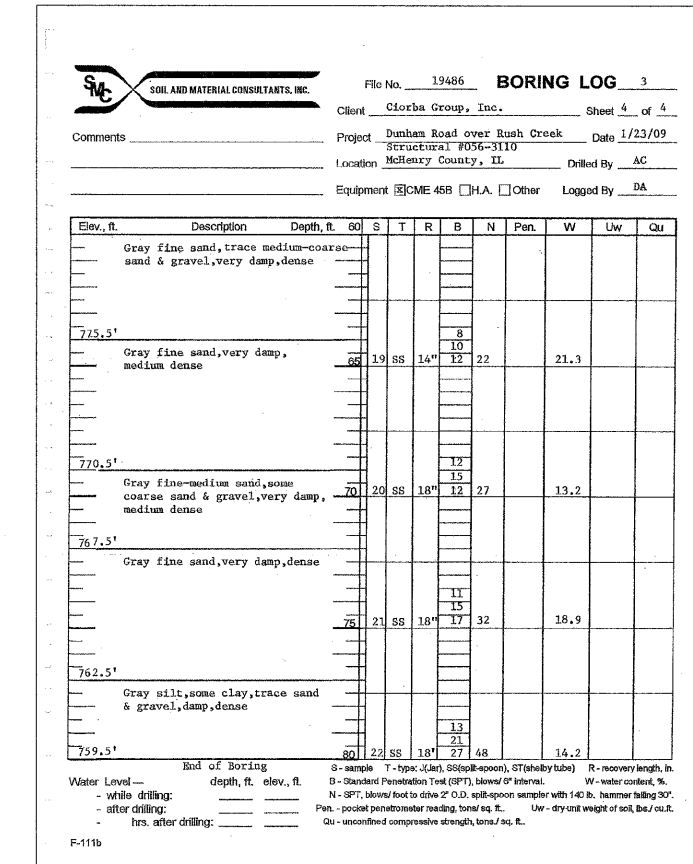 SMC SOIL AND MATERIAL CONSULTANTS, INC.
File No. 19486 BORING LOG 3
Client Ciorba Group, Inc. Sheet 4 of 4
Comments Project Dunham Road over Rush Creek Date 1/23/09
Structural #056-3110
Location McHenry County, IL Drilled By AC
Equipment ☒CME 45B ☐H.A. ☐Other Logged By DA
Elev., ft. Description Depth, ft. 60 S T R B N Pen. W Uw Qu
Gray fine sand,trace medium-coarse
sand & gravel,very damp,dense
775.5' 8
10
Gray fine sand,very damp, 65 19 SS 14" 12 22 21.3
medium dense
770.5' 12
15
Gray fine-medium sand,some
coarse sand & gravel,very damp, 70 20 SS 18" 12 27 13.2
medium dense
767.5'
Gray fine sand,very damp,dense
11
15
75 21 SS 18" 17 32 18.9
762.5'
Gray silt,some clay,trace sand
& gravel,damp,dense
13
21
759.5' 80 22 SS 18' 27 48 14.2
End of Boring S - sample T - type: J(Jar), SS(split-spoon), ST(shelby tube) R - recovery length, in.
Water Level — depth, ft. elev., ft. B - Standard Penetration Test (SPT), blows/ 6" interval. W - water content, %.
- while drilling: N - SPT, blows/ foot to drive 2" O.D. split-spoon sampler with 140 lb. hammer falling 30".
- after drilling: Pen. - pocket penetrometer reading, tons/ sq. ft.. Uw - dry-unit weight of soil, lbs./ cu.ft.
- hrs. after drilling: Qu - unconfined compressive strength, tons./ sq. ft..
F-111b